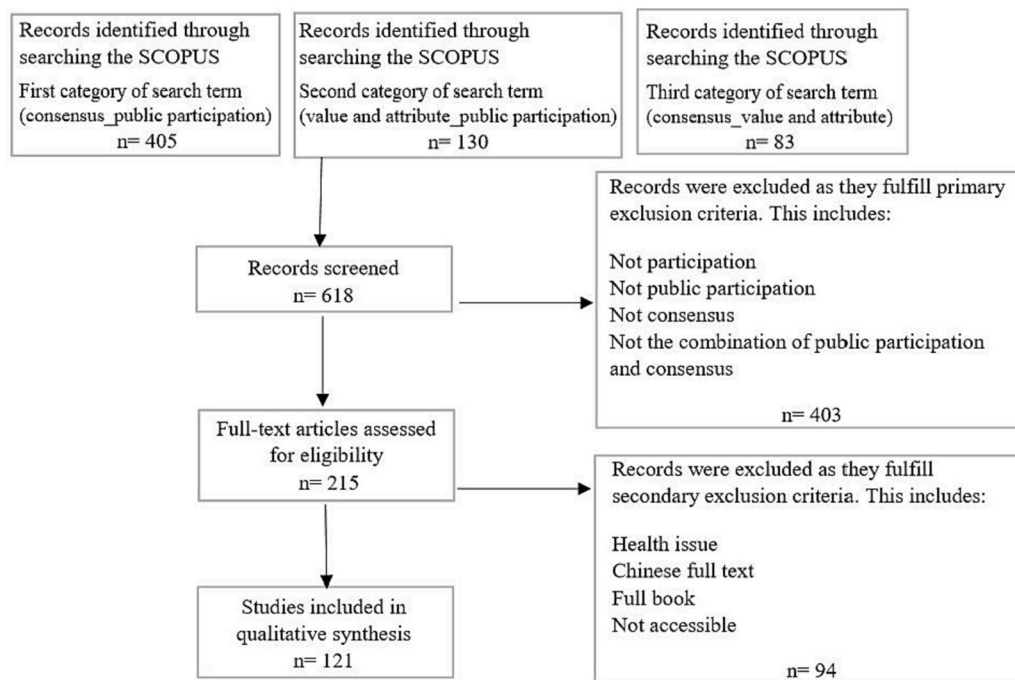 Records identified through
searching the SCOPUS
First category of search term
(consensus_public participation)
n= 405
Records identified through
searching the SCOPUS
Second category of search term
(value and attribute_public participation)
n= 130
Records identified through
searching the SCOPUS
Third category of search term
(consensus_value and attribute)
n= 83
Records screened
n= 618
Records were excluded as they fulfill primary
exclusion criteria. This includes:
Not participation
Not public participation
Not consensus
Not the combination of public participation
and consensus
n= 403
Full-text articles assessed
for eligibility
n= 215
Records were excluded as they fulfill
secondary exclusion criteria. This includes:
Health issue
Chinese full text
Full book
Not accessible
n= 94
Studies included in
qualitative synthesis
n= 121